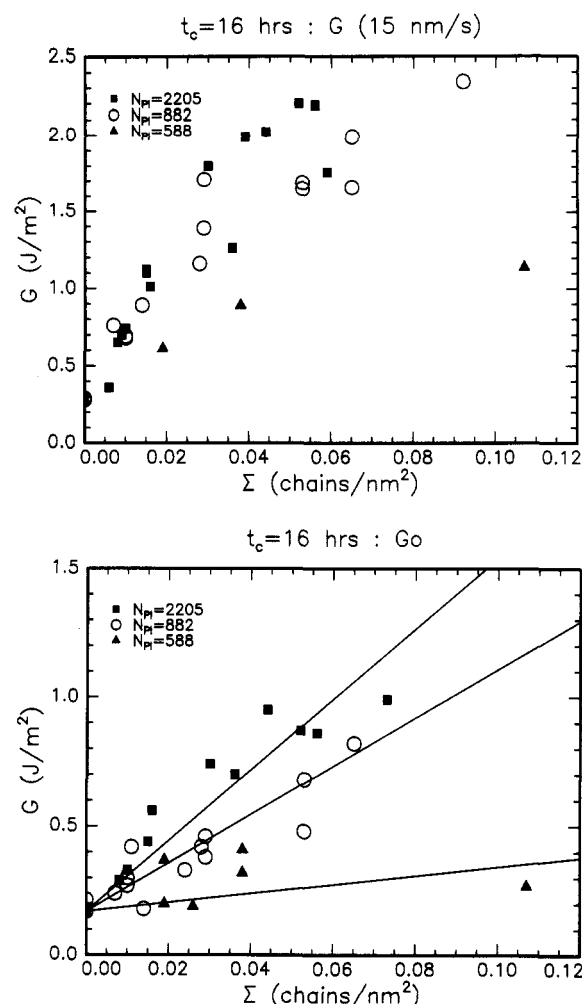 t_c=16 hrs : G (15 nm/s)
2.5
■ N_PI=2205
○ N_PI=882
▲ N_PI=588
2.0
1.5
G (J/m²)
1.0
0.5
0.0
0.00 0.02 0.04 0.06 0.08 0.10 0.12
Σ (chains/nm²)
t_c=16 hrs : Go
1.5
■ N_PI=2205
○ N_PI=882
▲ N_PI=588
1.0
G (J/m²)
0.5
0.0
0.00 0.02 0.04 0.06 0.08 0.10 0.12
Σ (chains/nm²)